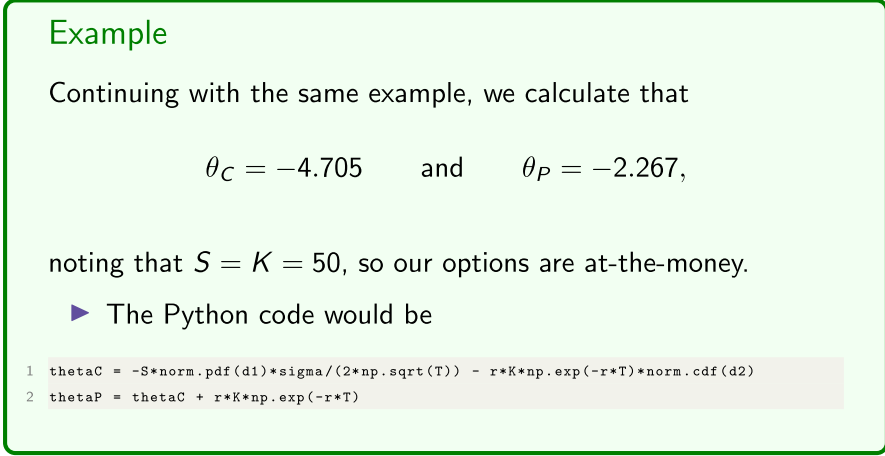 Example
Continuing with the same example, we calculate that
θ_C = −4.705 and θ_P = −2.267,
noting that S = K = 50, so our options are at-the-money.
▶ The Python code would be
1 thetaC = -S*norm.pdf(d1)*sigma/(2*np.sqrt(T)) - r*K*np.exp(-r*T)*norm.cdf(d2)
2 thetaP = thetaC + r*K*np.exp(-r*T)